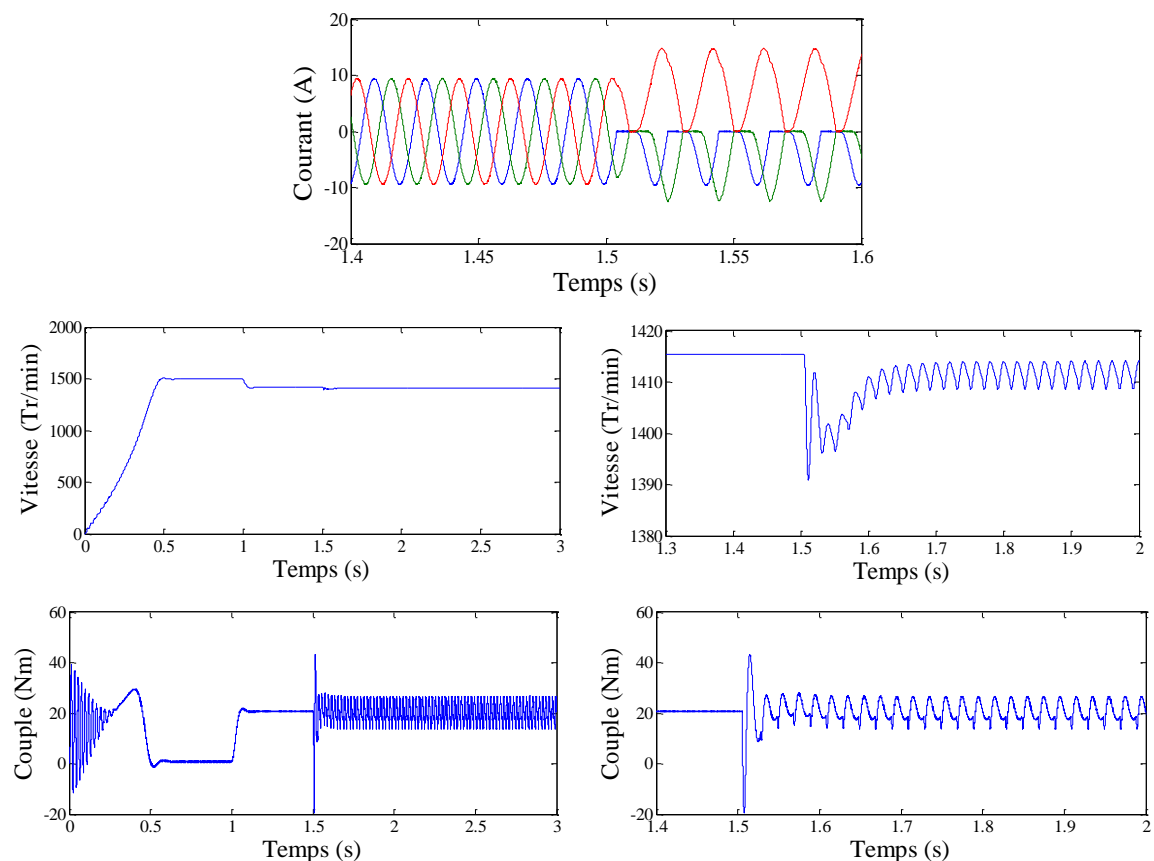 20
10
0
-10
-20
Courant (A)
1.4 1.45 1.5 1.55 1.6
Temps (s)
2000
1500
1000
500
0
Vitesse (Tr/min)
0 0.5 1 1.5 2 2.5 3
Temps (s)
1420
1410
1400
1390
1380
Vitesse (Tr/min)
1.3 1.4 1.5 1.6 1.7 1.8 1.9 2
Temps (s)
60
40
20
0
-20
Couple (Nm)
0 0.5 1 1.5 2 2.5 3
Temps (s)
60
40
20
0
-20
Couple (Nm)
1.4 1.5 1.6 1.7 1.8 1.9 2
Temps (s)